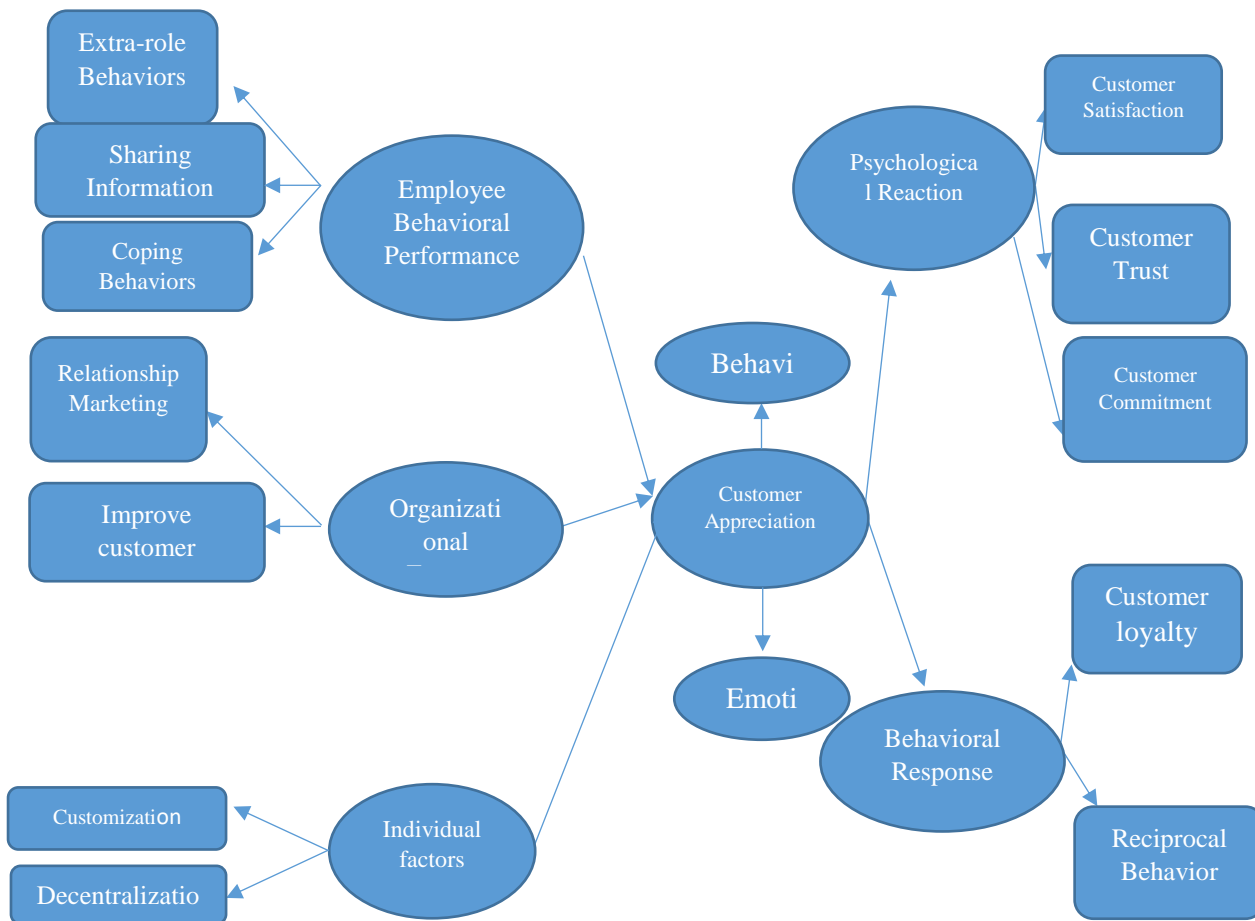 Extra-role
Behaviors
Sharing
Information
Coping
Behaviors
Employee
Behavioral
Performance
Relationship
Marketing
Improve
customer
Organizati
onal
Customization
Decentralizatio
Individual
factors
Behavi
Customer
Appreciation
Emoti
Psychologica
l Reaction
Customer
Satisfaction
Customer
Trust
Customer
Commitment
Behavioral
Response
Customer
loyalty
Reciprocal
Behavior